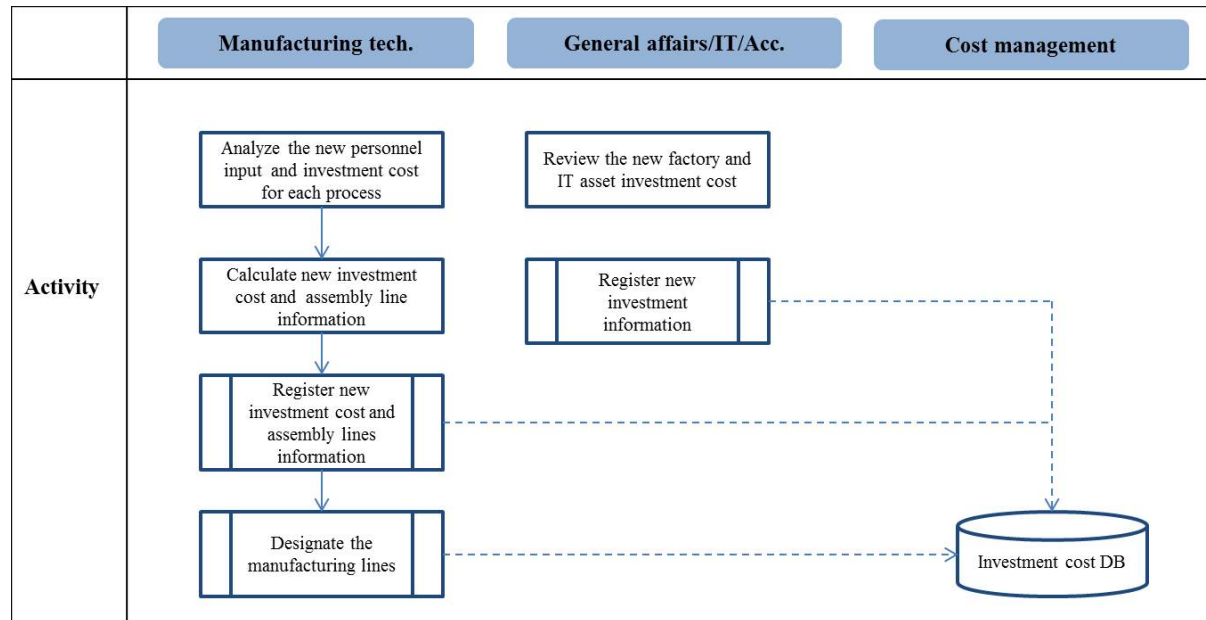 Manufacturing tech.
General affairs/IT/Acc.
Cost management
Activity
Analyze the new personnel
input and investment cost
for each process
Review the new factory and
IT asset investment cost
Calculate new investment
cost and assembly line
information
Register new
investment
information
Register new
investment cost and
assembly lines
information
Designate the
manufacturing lines
Investment cost DB